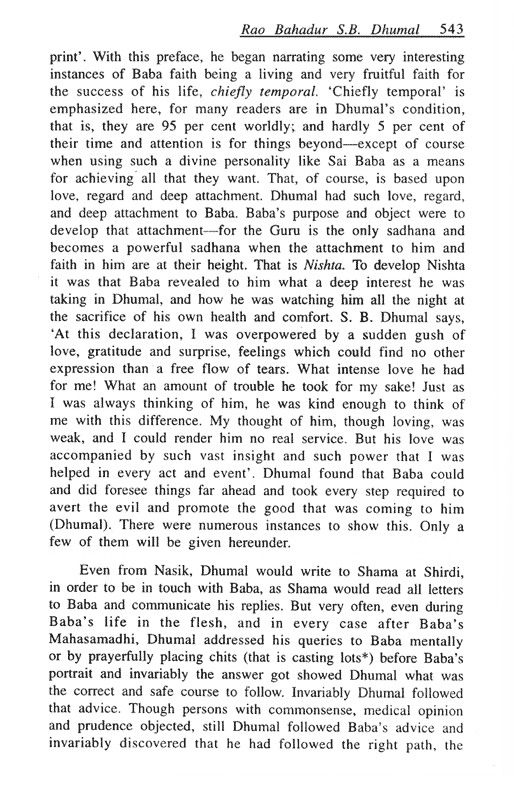 Rao Bahadur S.B. Dhumal 543
print'. With this preface, he began narrating some very interesting
instances of Baba faith being a living and very fruitful faith for
the success of his life, chiefly temporal. 'Chiefly temporal' is
emphasized here, for many readers are in Dhumal's condition,
that is, they are 95 per cent worldly; and hardly 5 per cent of
their time and attention is for things beyond—except of course
when using such a divine personality like Sai Baba as a means
for achieving all that they want. That, of course, is based upon
love, regard and deep attachment. Dhumal had such love, regard,
and deep attachment to Baba. Baba's purpose and object were to
develop that attachment—for the Guru is the only sadhana and
becomes a powerful sadhana when the attachment to him and
faith in him are at their height. That is Nishta. To develop Nishta
it was that Baba revealed to him what a deep interest he was
taking in Dhumal, and how he was watching him all the night at
the sacrifice of his own health and comfort. S. B. Dhumal says,
'At this declaration, I was overpowered by a sudden gush of
love, gratitude and surprise, feelings which could find no other
expression than a free flow of tears. What intense love he had
for me! What an amount of trouble he took for my sake! Just as
I was always thinking of him, he was kind enough to think of
me with this difference. My thought of him, though loving, was
weak, and I could render him no real service. But his love was
accompanied by such vast insight and such power that I was
helped in every act and event'. Dhumal found that Baba could
and did foresee things far ahead and took every step required to
avert the evil and promote the good that was coming to him
(Dhumal). There were numerous instances to show this. Only a
few of them will be given hereunder.
Even from Nasik, Dhumal would write to Shama at Shirdi,
in order to be in touch with Baba, as Shama would read all letters
to Baba and communicate his replies. But very often, even during
Baba's life in the flesh, and in every case after Baba's
Mahasamadhi, Dhumal addressed his queries to Baba mentally
or by prayerfully placing chits (that is casting lots*) before Baba's
portrait and invariably the answer got showed Dhumal what was
the correct and safe course to follow. Invariably Dhumal followed
that advice. Though persons with commonsense, medical opinion
and prudence objected, still Dhumal followed Baba's advice and
invariably discovered that he had followed the right path, the